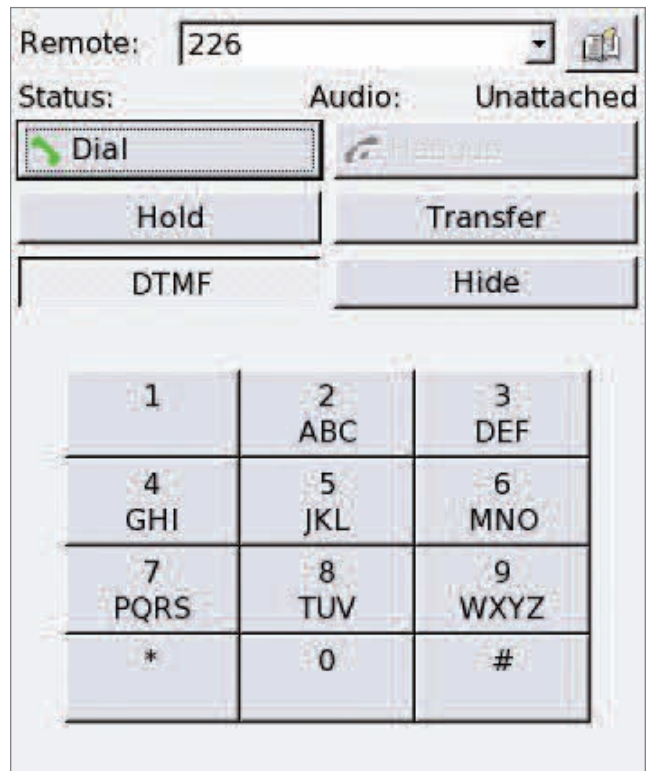 Remote: 226
Status: Audio: Unattached
Dial Hangup
Hold Transfer
DTMF Hide
1 2 3
ABC DEF
4 5 6
GHI JKL MNO
7 8 9
PQRS TUV WXYZ
* 0 #